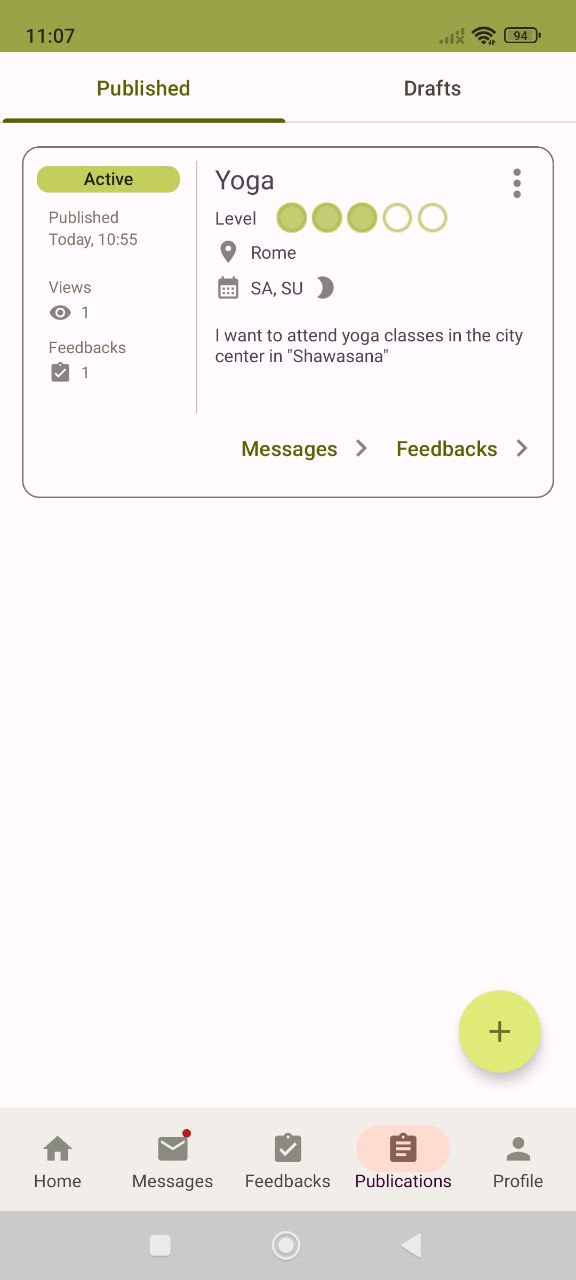 11:07
94
Published
Drafts
Active
Published
Today, 10:55
Views
1
Feedbacks
1
Yoga
Level
Rome
SA, SU
I want to attend yoga classes in the city
center in "Shawasana"
Messages
Feedbacks
Home
Messages
Feedbacks
Publications
Profile